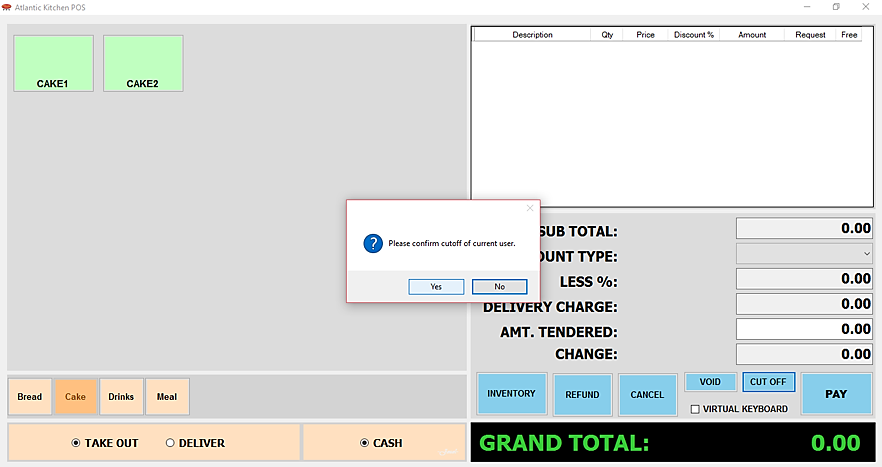 Atlantic Kitchen POS
CAKE1 CAKE2
Description Qty Price Discount % Amount Request Free
Please confirm cutoff of current user.
Yes No
SUB TOTAL: 0.00
OUNT TYPE:
LESS %: 0.00
DELIVERY CHARGE: 0.00
AMT. TENDERED: 0.00
CHANGE: 0.00
Bread Cake Drinks Meal
INVENTORY REFUND CANCEL VOID CUT OFF PAY
VIRTUAL KEYBOARD
TAKE OUT DELIVER CASH
GRAND TOTAL: 0.00